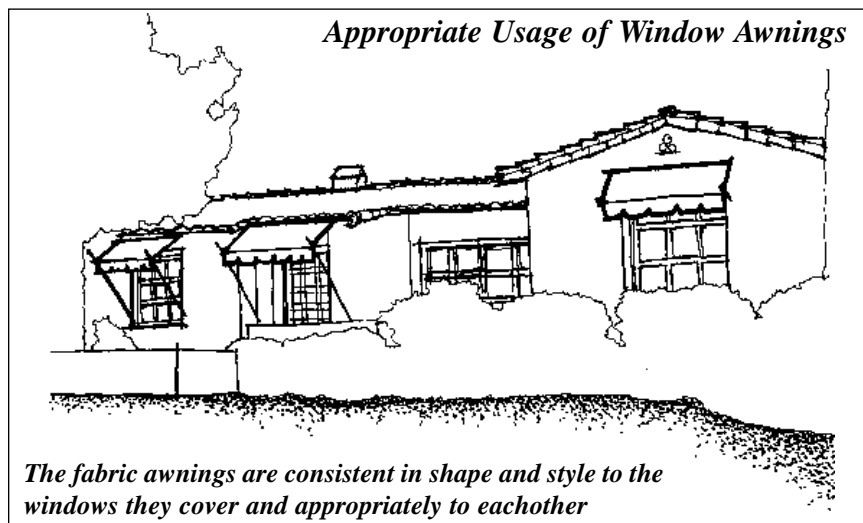 Appropriate Usage of Window Awnings
The fabric awnings are consistent in shape and style to the
windows they cover and appropriately to eachother